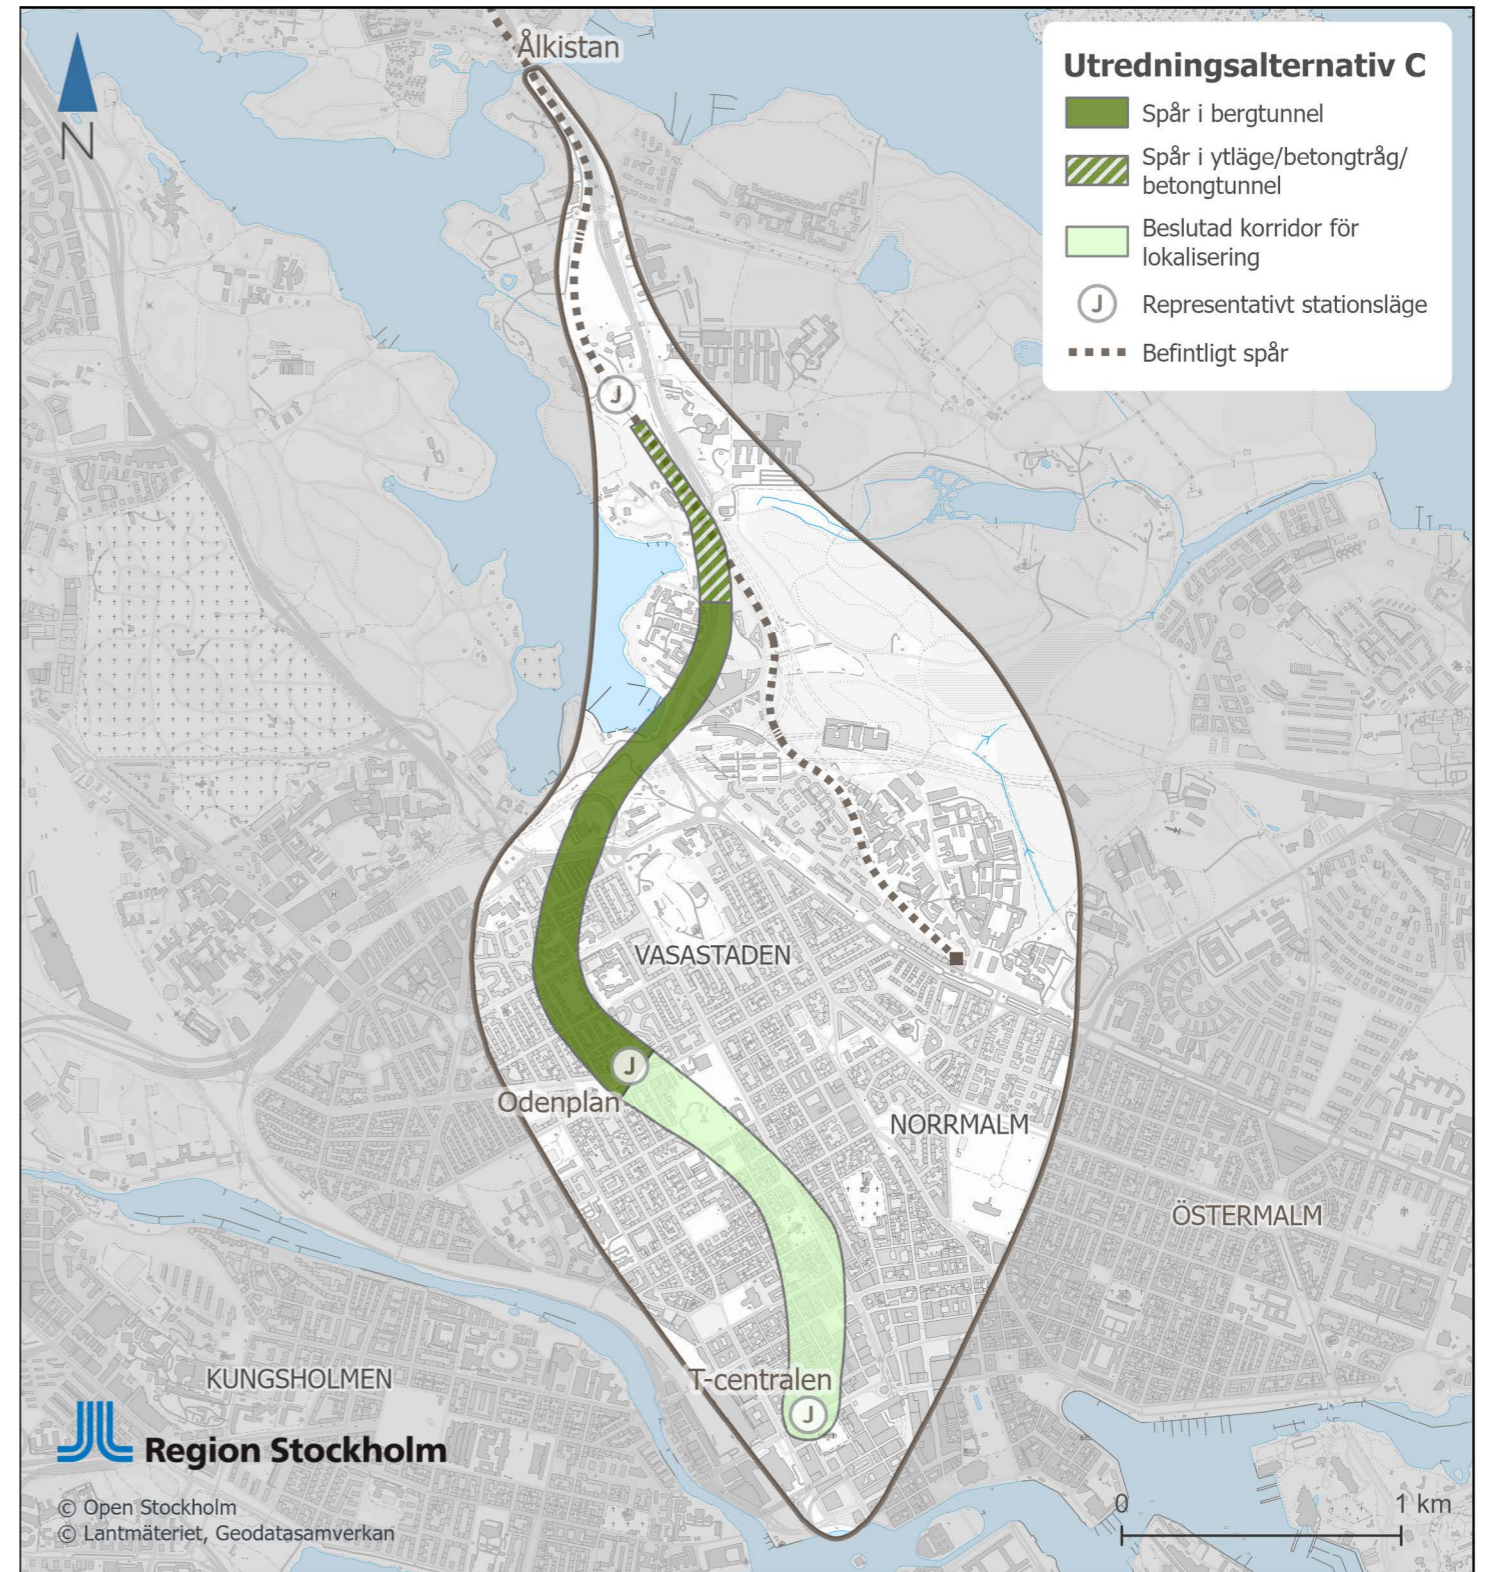 Ålkistan
N
Utredningsalternativ C
Spår i bergtunnel
Spår i ytläge/betongtråg/
betongtunnel
Beslutad korridor för
lokalisering
J Representativt stationsläge
Befintligt spår
J
VASASTADEN
J
Odenplan
NORRMALM
ÖSTERMALM
KUNGSHOLMEN
T-centralen
J
Region Stockholm
© Open Stockholm
© Lantmäteriet, Geodatasamverkan
0 1 km